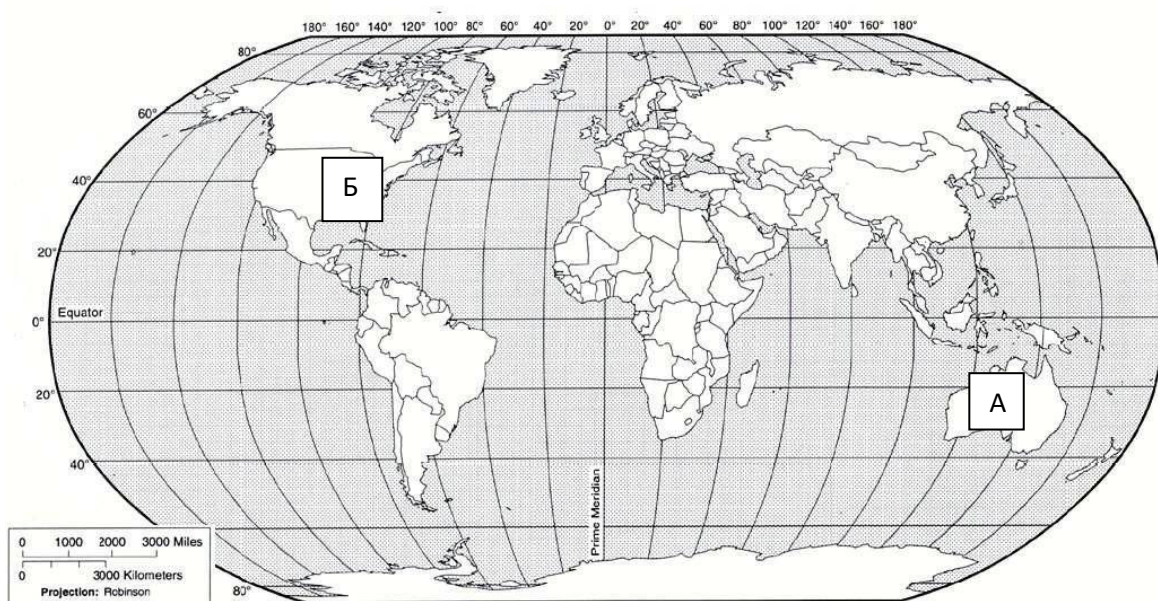 180° 160° 140° 120° 100° 80° 60° 40° 20° 0° 20° 40° 60° 80° 100° 120° 140° 160° 180°
80°
60°
Б
40°
20°
Equator
0°
20°
А
40°
Prime Meridian
0 1000 2000 3000 Miles
0 3000 Kilometers
Projection: Robinson
80°